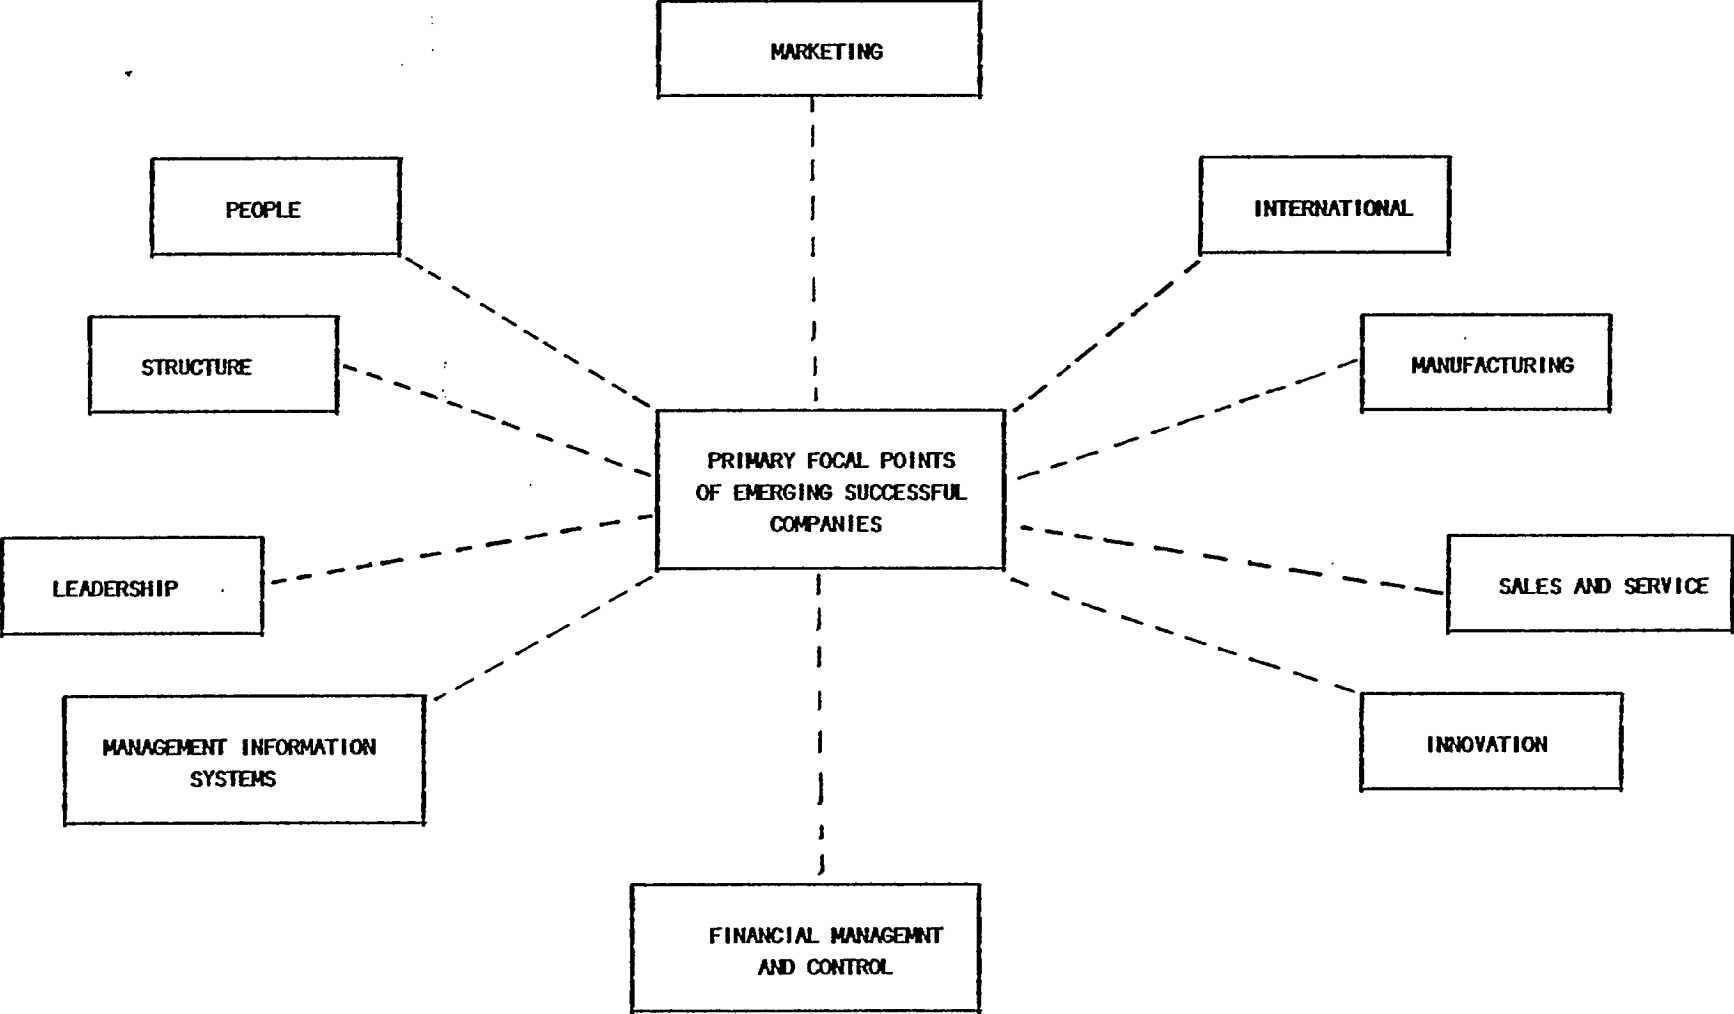 MARKETING
PEOPLE
INTERNATIONAL
STRUCTURE
MANUFACTURING
PRIMARY FOCAL POINTS
OF EMERGING SUCCESSFUL
COMPANIES
LEADERSHIP
SALES AND SERVICE
MANAGEMENT INFORMATION
SYSTEMS
INNOVATION
FINANCIAL MANAGEMNT
AND CONTROL